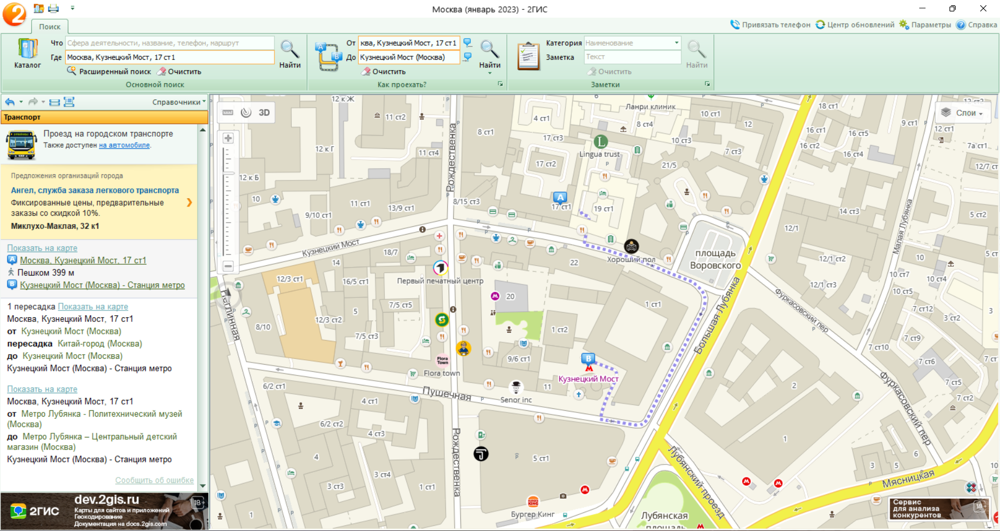 Москва (январь 2023) - 2ГИС
Поиск
Привязать телефон
Центр обновлений
Параметры
Справка
Каталог
Что
Сфера деятельности, название, телефон, маршрут
Где
Москва, Кузнецкий Мост, 17 ст1
Расширенный поиск
Очистить
Найти
Основной поиск
От
ква, Кузнецкий Мост, 17 ст1
До
Кузнецкий Мост (Москва)
Очистить
Найти
Как проехать?
Категория
Наименование
Заметка
Текст
Очистить
Найти
Заметки
Справочники
Транспорт
Проезд на городском транспорте
Также доступен на автомобиле.
Предложения организаций города
Ангел, служба заказа легкового транспорта
Фиксированные цены, предварительные
заказы со скидкой 10%.
Миклухо-Маклая, 32 к1
Показать на карте
A Москва, Кузнецкий Мост, 17 ст1
Пешком 399 м
B Кузнецкий Мост (Москва) - Станция метро
1 пересадка Показать на карте
Москва, Кузнецкий Мост, 17 ст1
от Кузнецкий Мост (Москва)
пересадка Китай-город (Москва)
до Кузнецкий Мост (Москва)
Кузнецкий Мост (Москва) - Станция метро
Показать на карте
Москва, Кузнецкий Мост, 17 ст1
от Метро Лубянка - Политехнический музей
(Москва)
до Метро Лубянка – Центральный детский
магазин (Москва)
Кузнецкий Мост (Москва) - Станция метро
Сообщить об ошибке
2ГИС
dev.2gis.ru
Карты для сайтов и приложений
Геокодирование
Документация на docs.2gis.com
18+
3D
Слои
12 к Ж
11 ст2
8 ст1
4 ст1
Ланри клиник
8 ст4
10 ст1
12
18 ст1
9 ст1
12 ст1
17 ст3
10 ст3
16 ст1
16 ст5
16 ст2
16 ст4
7а ст1
12 к Г
11 ст4
Рождественка
Lingua trust
7 ст3
17 ст2
21/5
12/7 ст
12 к Б
10
11 ст1
13/9 ст1
8/15 ст3
A
17 ст1
19 ст1
9/10 ст1
14 ст3
5 ст2
12/1
Малая Лубянка
Кузнецкий Мост
18/7
14
22
Хороший пол
площадь
Воровского
12/1 ст2
10
12/3 ст1
16/5 ст1
Первый печатный центр
10 ст7
10 ст4
12/1 ст3
10 ст5
20
7/5 ст5
5
1 ст1
Неглинная
8/10
12/3 ст2
7/5 ст3
1 ст2
Большая Лубянка
Фуркасовский пер
7 ст12
3 ст2
3
7 ст9
7 ст10
9/6 ст1
B
7 ст6
Flora
Town
Flora town
Кузнецкий Мост
6/2 ст1
11
Пушечная
Senor inc
2
7 ст5
7 ст2
4 ст1
Фуркасовский пер
6/2 ст2
4 ст3
1
Рождественка
4
5 ст1
Лубянский проезд
6
3
5
10
3 ст4
Мясницкая
3 ст3
1 ст1
1
BURGER
KING
Бургер Кинг
Лубянская
площадь
Сервис
для анализа
конкурентов
18+